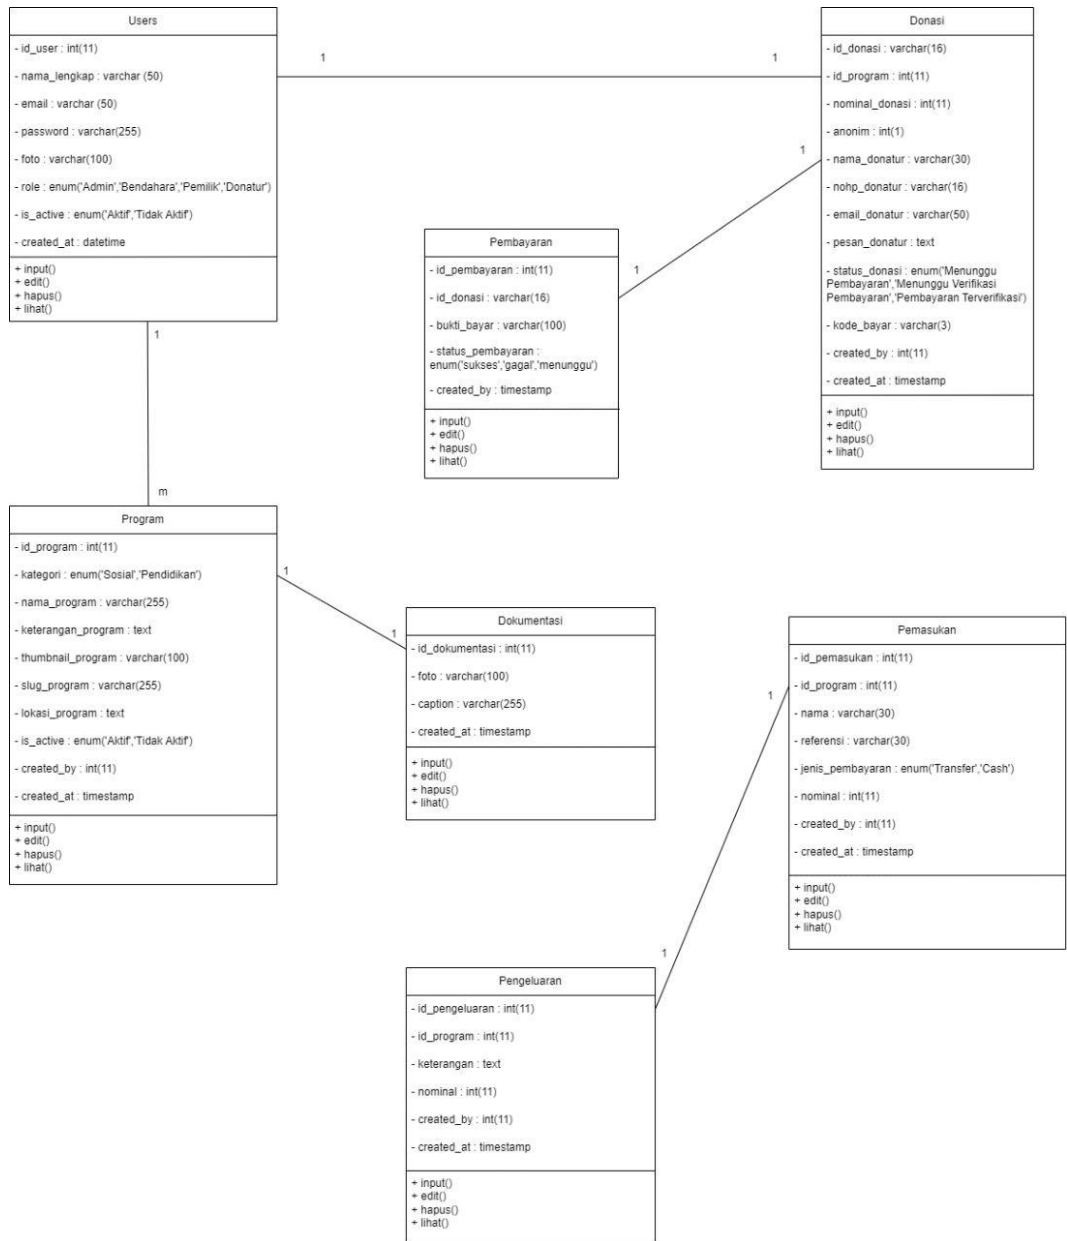 Users
- id_user : int(11)
- nama_lengkap : varchar (50)
- email : varchar (50)
- password : varchar(255)
- foto : varchar(100)
- role : enum('Admin','Bendahara','Pemilik','Donatur')
- is_active : enum('Aktif','Tidak Aktif')
- created_at : datetime
+ input()
+ edit()
+ hapus()
+ lihat()
1
1
Donasi
- id_donasi : varchar(16)
- id_program : int(11)
- nominal_donasi : int(11)
- anonim : int(1)
- nama_donatur : varchar(30)
- nohp_donatur : varchar(16)
- email_donatur : varchar(50)
- pesan_donatur : text
- status_donasi : enum('Menunggu
Pembayaran','Menunggu Verifikasi
Pembayaran','Pembayaran Terverifikasi')
- kode_bayar : varchar(3)
- created_by : int(11)
- created_at : timestamp
+ input()
+ edit()
+ hapus()
+ lihat()
1
1
Pembayaran
- id_pembayaran : int(11)
- id_donasi : varchar(16)
- bukti_bayar : varchar(100)
- status_pembayaran :
enum('sukses','gagal','menunggu')
- created_by : timestamp
+ input()
+ edit()
+ hapus()
+ lihat()
1
m
Program
- id_program : int(11)
- kategori : enum('Sosial','Pendidikan')
- nama_program : varchar(255)
- keterangan_program : text
- thumbnail_program : varchar(100)
- slug_program : varchar(255)
- lokasi_program : text
- is_active : enum('Aktif','Tidak Aktif')
- created_by : int(11)
- created_at : timestamp
+ input()
+ edit()
+ hapus()
+ lihat()
1
1
Dokumentasi
- id_dokumentasi : int(11)
- foto : varchar(100)
- caption : varchar(255)
- created_at : timestamp
+ input()
+ edit()
+ hapus()
+ lihat()
Pemasukan
- id_pemasukan : int(11)
- id_program : int(11)
- nama : varchar(30)
- referensi : varchar(30)
- jenis_pembayaran : enum('Transfer','Cash')
- nominal : int(11)
- created_by : int(11)
- created_at : timestamp
+ input()
+ edit()
+ hapus()
+ lihat()
1
1
Pengeluaran
- id_pengeluaran : int(11)
- id_program : int(11)
- keterangan : text
- nominal : int(11)
- created_by : int(11)
- created_at : timestamp
+ input()
+ edit()
+ hapus()
+ lihat()